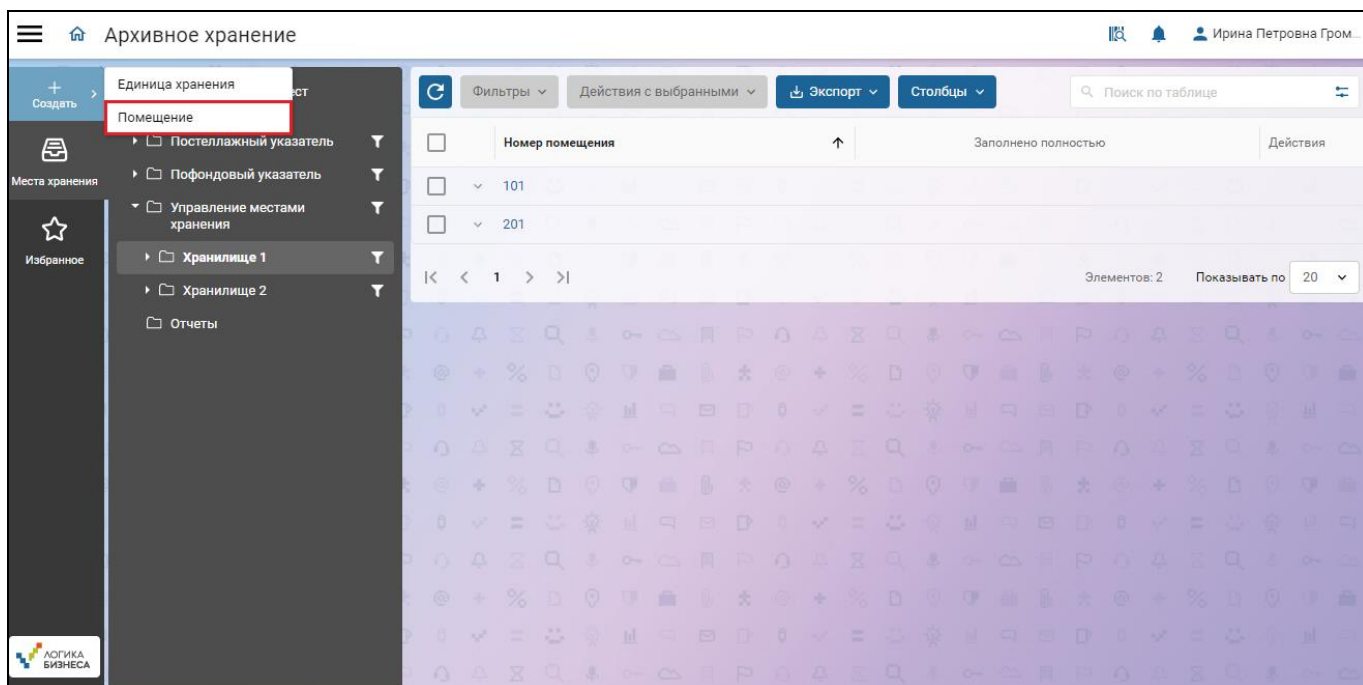 Архивное хранение
Ирина Петровна Гром...
Создать
Единица хранения
Помещение
ест
Места хранения
Избранное
Постеллажный указатель
Пофондовый указатель
Управление местами
хранения
Хранилище 1
Хранилище 2
Отчеты
Фильтры
Действия с выбранными
Экспорт
Столбцы
Поиск по таблице
Номер помещения
Заполнено полностью
Действия
101
201
1
Элементов: 2
Показывать по
20
ЛОГИКА
БИЗНЕСА